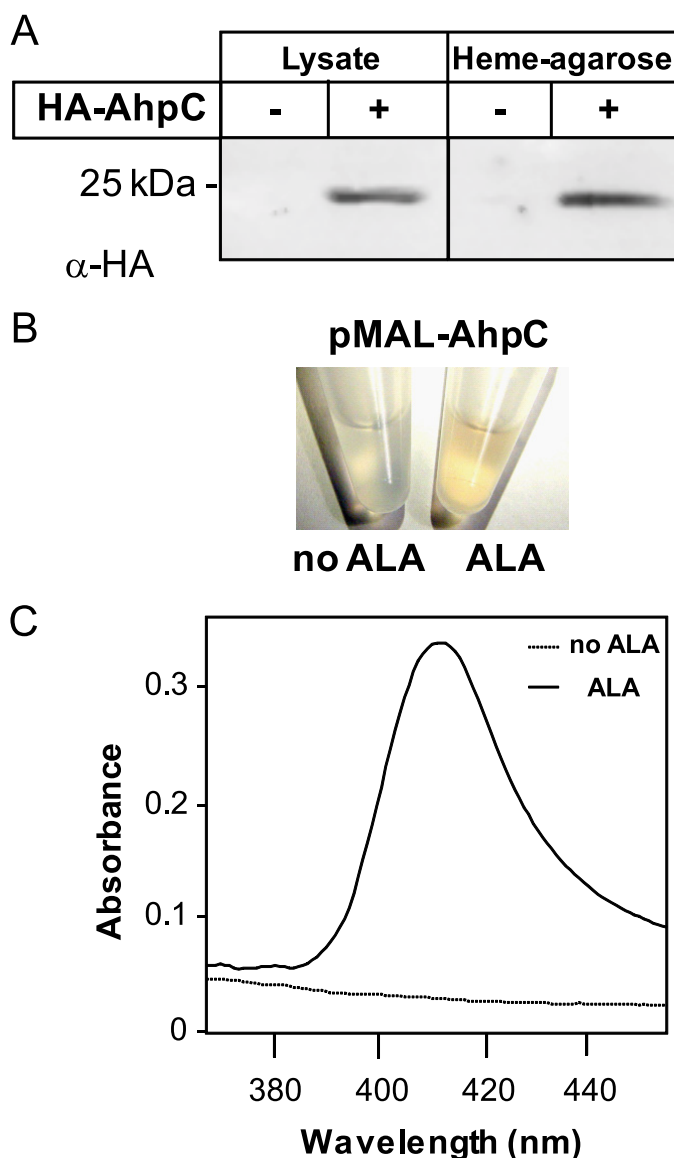 A
Lysate Heme-agarose
HA-AhpC - + - +
25 kDa -
α-HA
B
pMAL-AhpC
no ALA ALA
C
no ALA
ALA
0.3
0.2
0.1
0
Absorbance
380 400 420 440
Wavelength (nm)